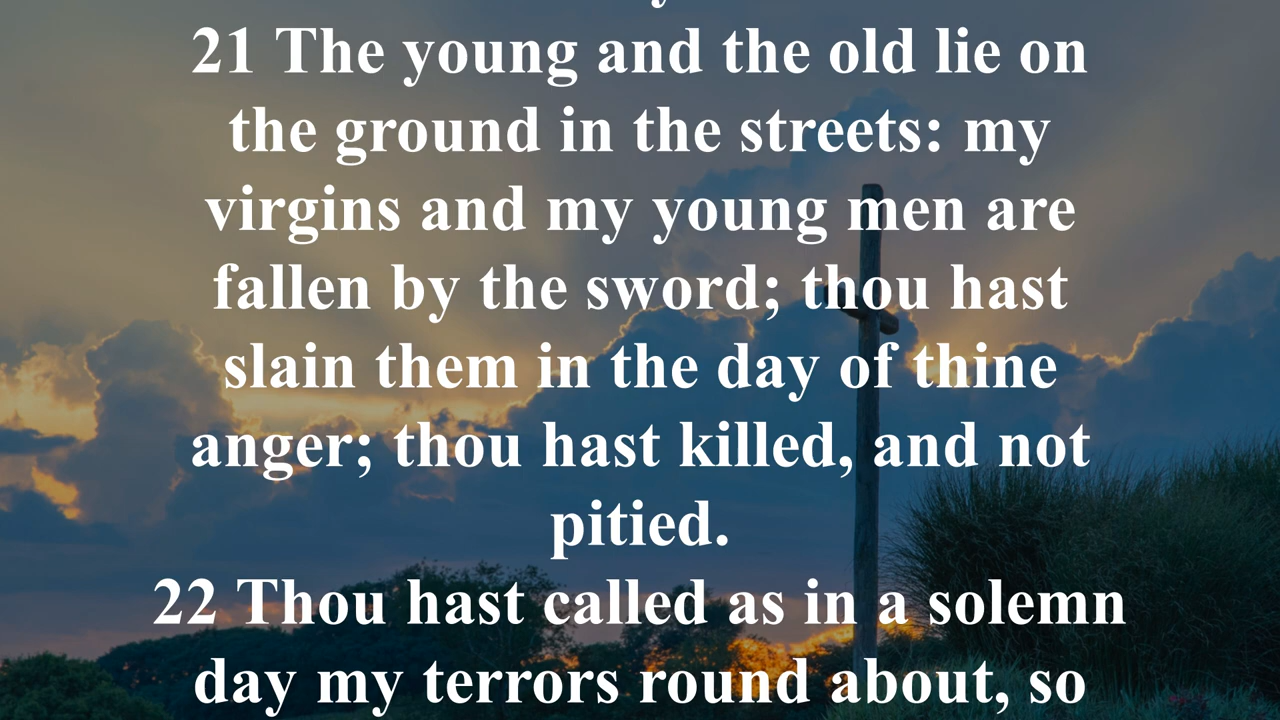 21 The young and the old lie on
the ground in the streets: my
virgins and my young men are
fallen by the sword; thou hast
slain them in the day of thine
anger; thou hast killed, and not
pitied.
22 Thou hast called as in a solemn
day my terrors round about, so